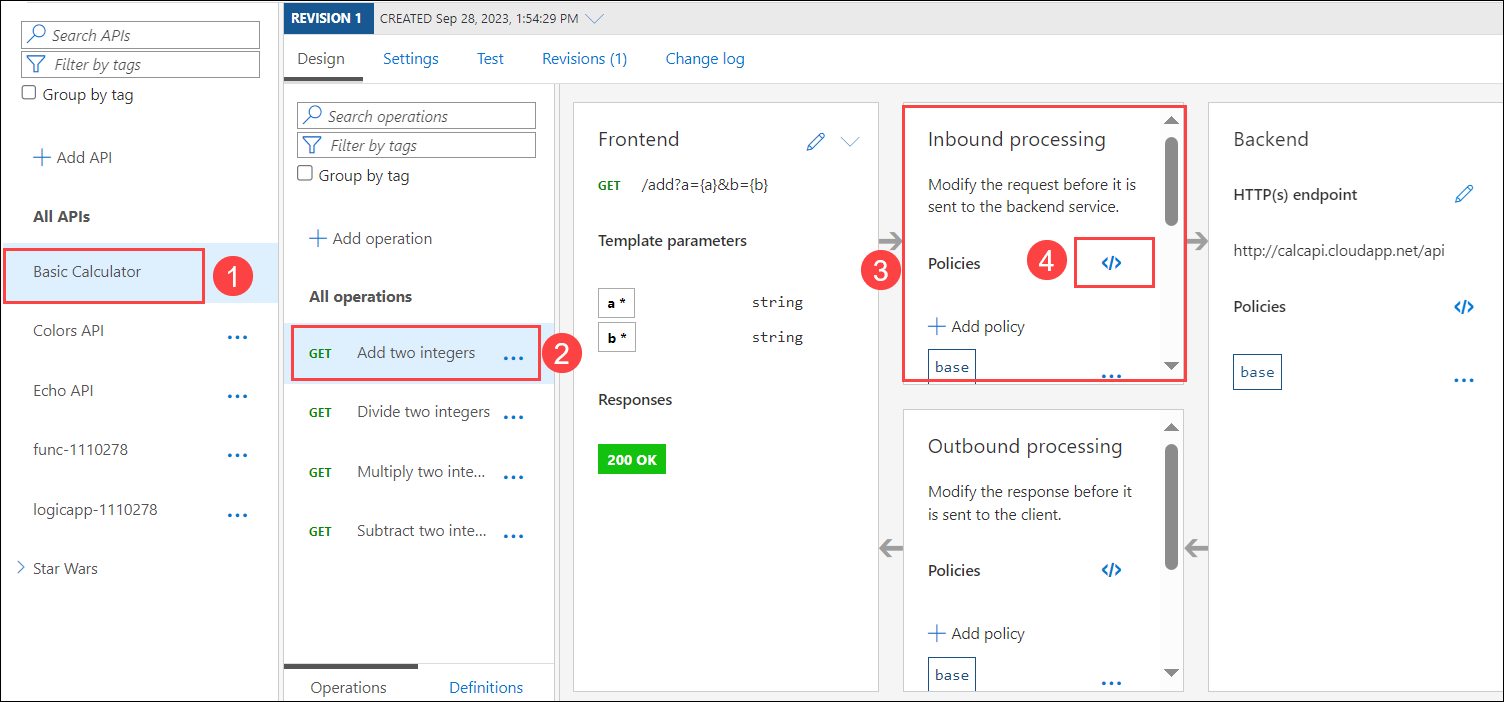 REVISION 1
CREATED Sep 28, 2023, 1:54:29 PM
Search APIs
Filter by tags
Group by tag
Add API
All APIs
Basic Calculator
1
Colors API
...
Echo API
...
func-1110278
...
logicapp-1110278
...
Star Wars
Design
Settings
Test
Revisions (1)
Change log
Search operations
Filter by tags
Group by tag
Add operation
All operations
GET Add two integers ...
2
GET Divide two integers ...
GET Multiply two inte... ...
GET Subtract two inte... ...
Operations
Definitions
Frontend
GET /add?a={a}&b={b}
Template parameters
a * string
b * string
Responses
200 OK
3
Inbound processing
Modify the request before it is
sent to the backend service.
Policies
4
</>
+ Add policy
base
...
Outbound processing
Modify the response before it
is sent to the client.
Policies </>
+ Add policy
base
...
Backend
HTTP(s) endpoint
http://calcapi.cloudapp.net/api
Policies </>
base
...